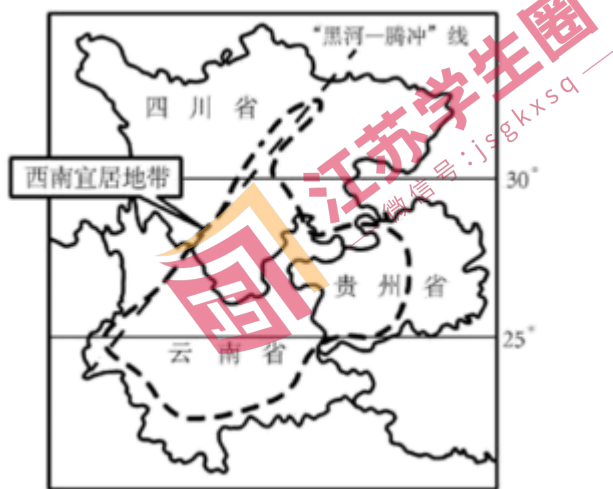 “黑河—腾冲”线
四川省
江苏学生圈
微信号:jsgkxsq
西南宜居地带
30°
贵州省
25°
云南省